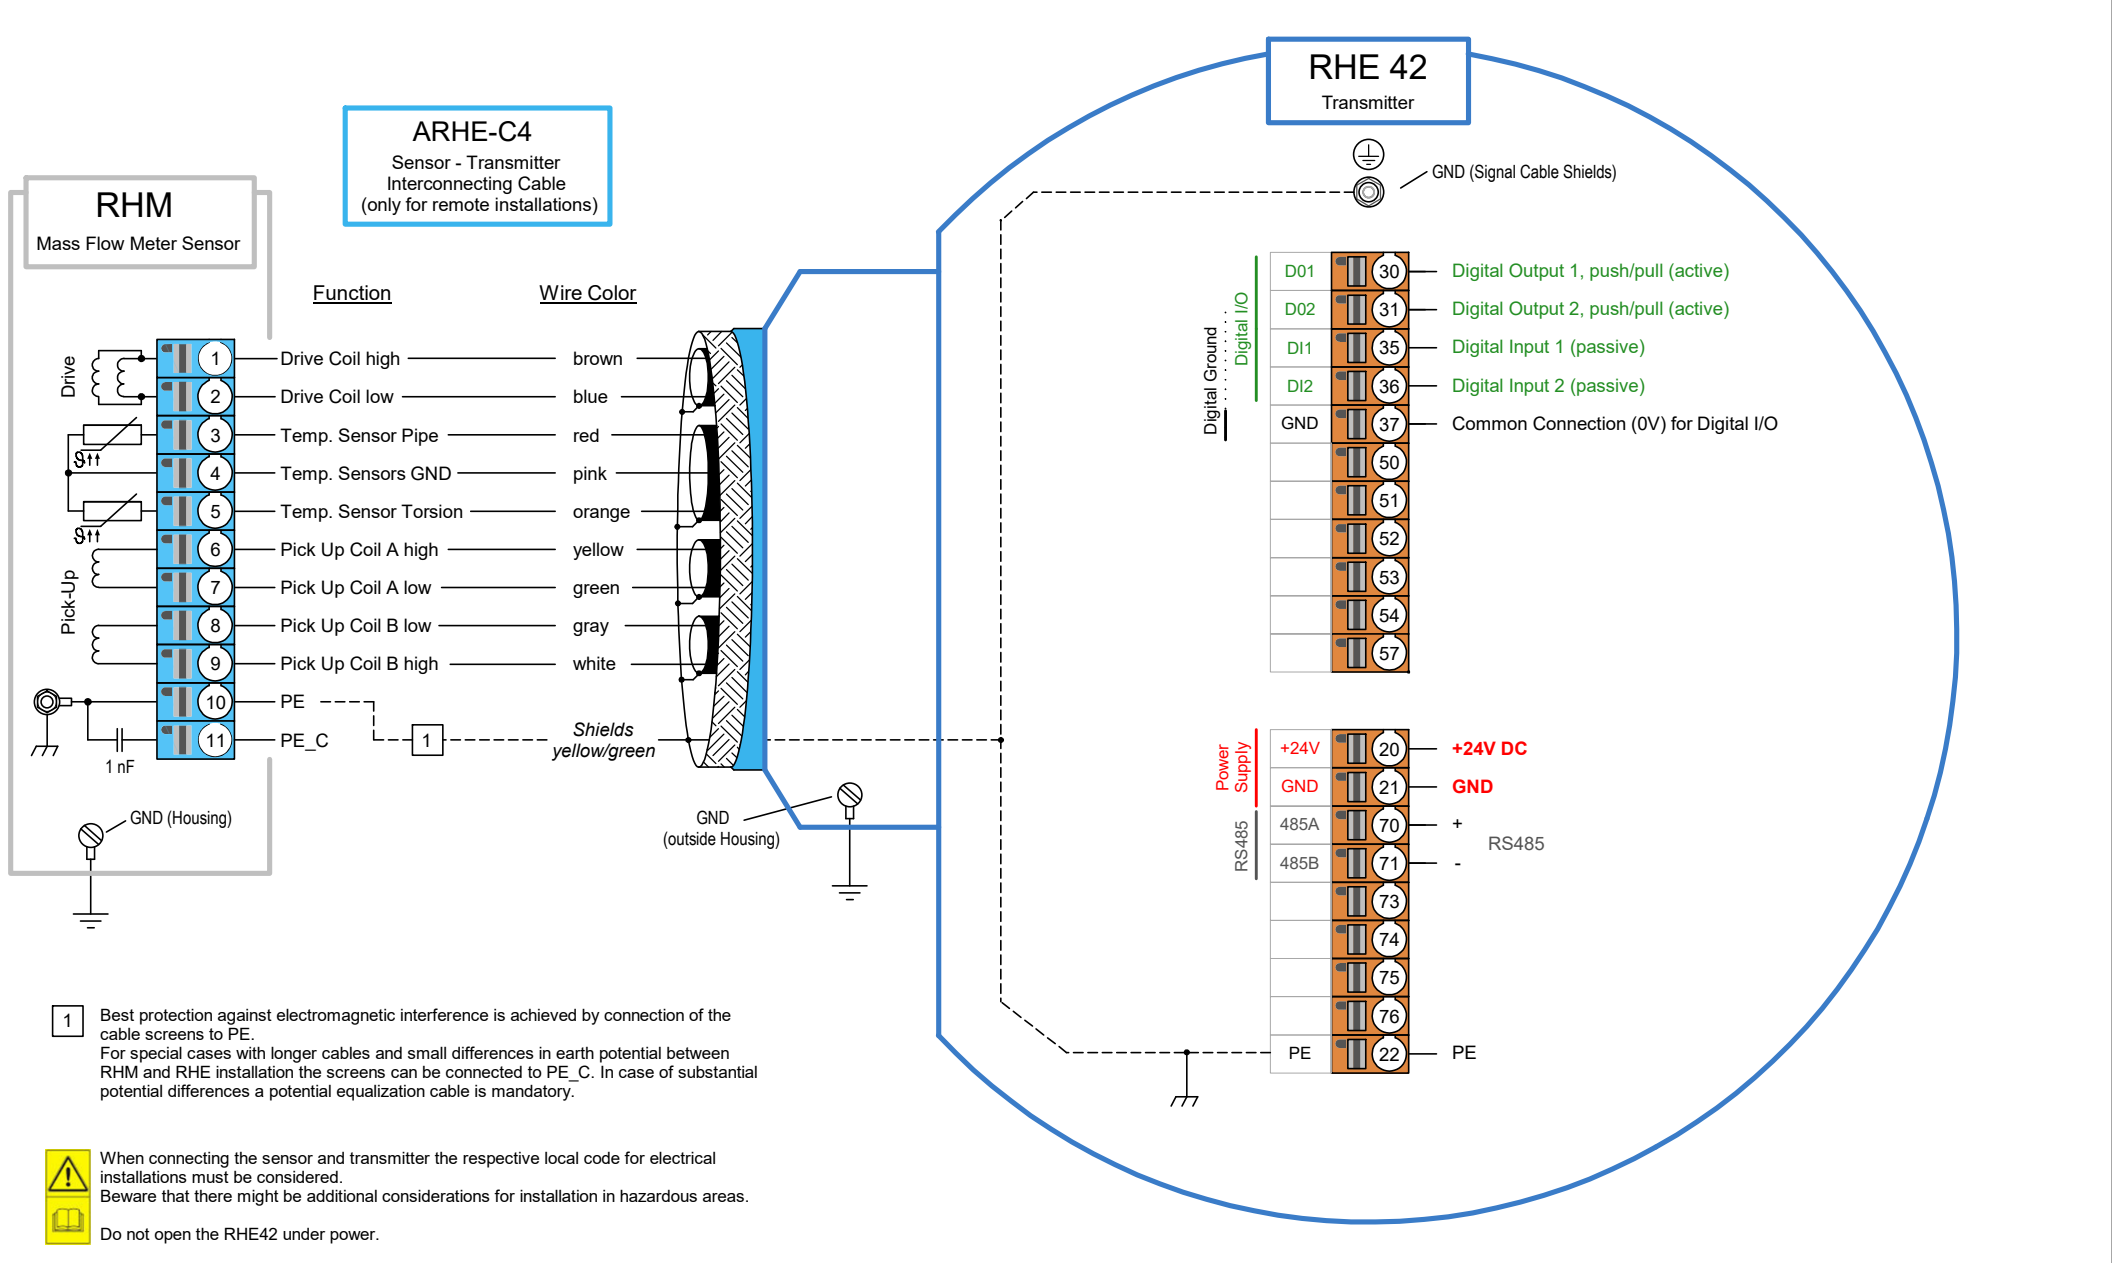 RHE 42
Transmitter
GND (Signal Cable Shields)
ARHE-C4
Sensor - Transmitter
Interconnecting Cable
(only for remote installations)
RHM
Mass Flow Meter Sensor
Function
Wire Color
Drive
1 Drive Coil high brown
2 Drive Coil low blue
3 Temp. Sensor Pipe red
4 Temp. Sensors GND pink
5 Temp. Sensor Torsion orange
ϑ
ϑ
Pick-Up
6 Pick Up Coil A high yellow
7 Pick Up Coil A low green
8 Pick Up Coil B low gray
9 Pick Up Coil B high white
10 PE
11 PE_C
1
Shields
yellow/green
1 nF
GND (Housing)
GND
(outside Housing)
Digital Ground
Digital I/O
D01 30 Digital Output 1, push/pull (active)
D02 31 Digital Output 2, push/pull (active)
DI1 35 Digital Input 1 (passive)
DI2 36 Digital Input 2 (passive)
GND 37 Common Connection (0V) for Digital I/O
50
51
52
53
54
57
Power
Supply
+24V 20 +24V DC
GND 21 GND
RS485
485A 70 +
RS485
485B 71 -
73
74
75
76
PE 22 PE
1
Best protection against electromagnetic interference is achieved by connection of the
cable screens to PE.
For special cases with longer cables and small differences in earth potential between
RHM and RHE installation the screens can be connected to PE_C. In case of substantial
potential differences a potential equalization cable is mandatory.
When connecting the sensor and transmitter the respective local code for electrical
installations must be considered.
Beware that there might be additional considerations for installation in hazardous areas.
Do not open the RHE42 under power.